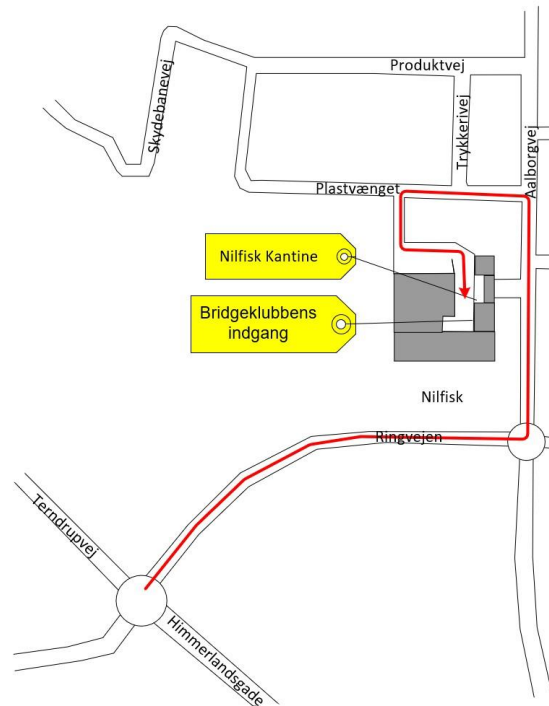 Produktvej
Skydebanevej
Trykkerivej
Aalborgvej
Plastvænget
Nilfisk Kantine
Bridgeklubbens
indgang
Nilfisk
Ringvejen
Terndrupvej
Himmerlandsgade